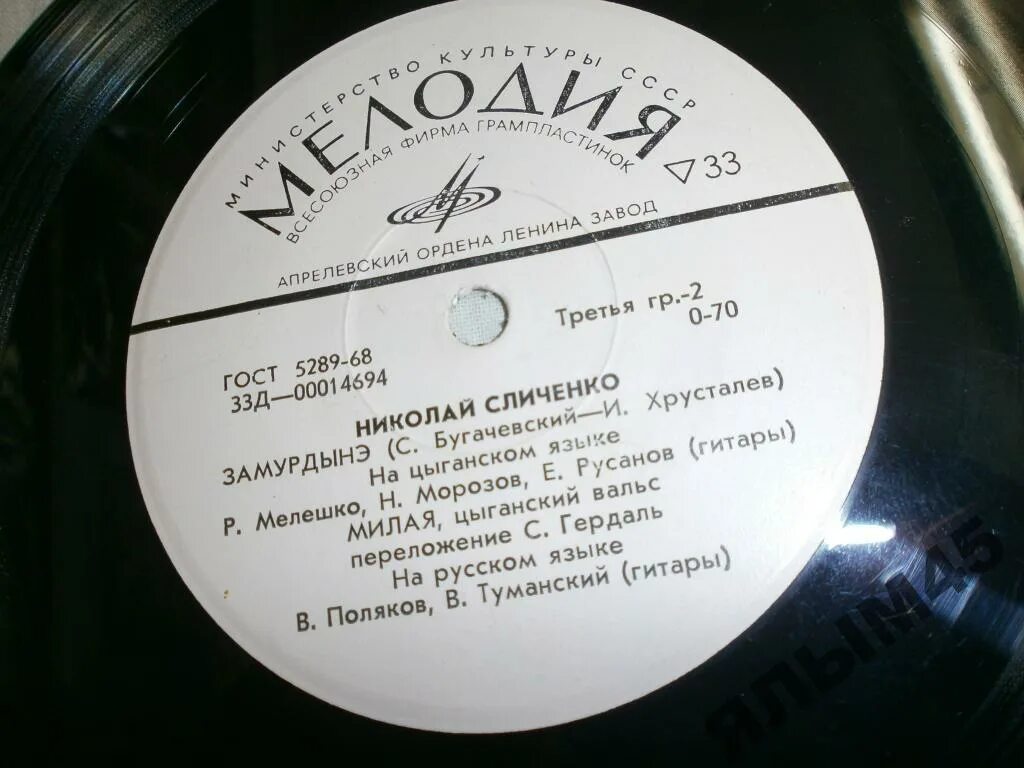 МИНИСТЕРСТВО КУЛЬТУРЫ СССР
МЕЛОДИЯ
ВСЕСОЮЗНАЯ ФИРМА ГРАМПЛАСТИНОК
33
АПРЕЛЕВСКИЙ ОРДЕНА ЛЕНИНА ЗАВОД
ГОСТ 5289-68
33Д—00014694
Третья гр.-2
0-70
НИКОЛАЙ СЛИЧЕНКО
ЗАМУРДЫНЭ (С. Бугачевский—И. Хрусталев)
На цыганском языке
Р. Мелешко, Н. Морозов, Е. Русанов (гитары)
МИЛАЯ, цыганский вальс
переложение С. Гердаль
На русском языке
В. Поляков, В. Туманский (гитары)
ЯЛЫМ45